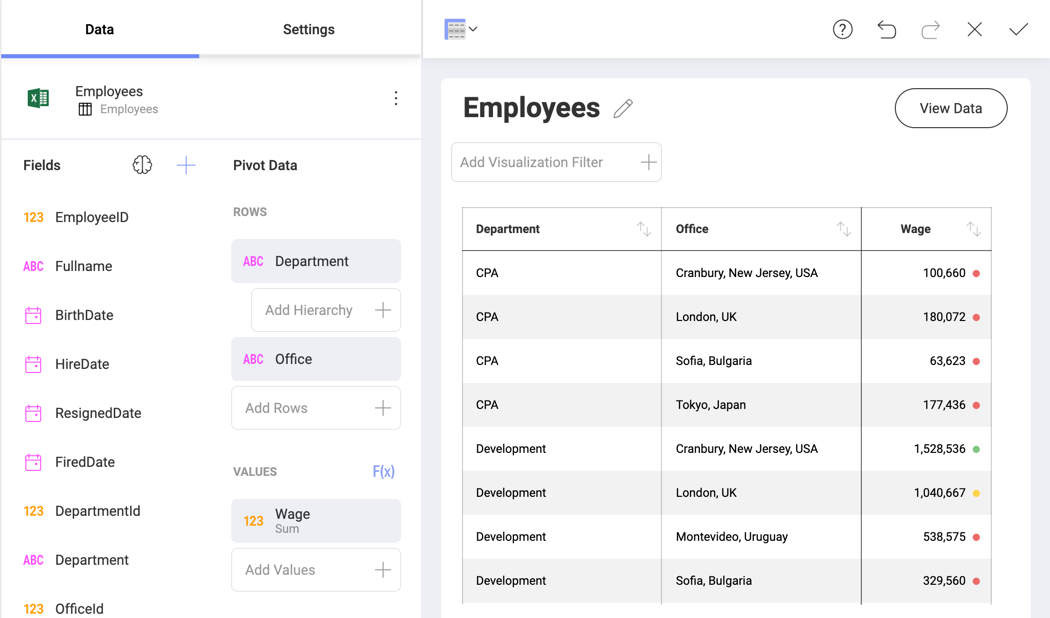 Data
Settings
Employees
Employees
Fields
Pivot Data
123 EmployeeID
ABC Fullname
BirthDate
HireDate
ResignedDate
FiredDate
123 DepartmentId
ABC Department
123 OfficeId
ROWS
ABC Department
Add Hierarchy
ABC Office
Add Rows
VALUES F(x)
123 Wage
Sum
Add Values
Employees
View Data
Add Visualization Filter
Department Office Wage
CPA Cranbury, New Jersey, USA 100,660
CPA London, UK 180,072
CPA Sofia, Bulgaria 63,623
CPA Tokyo, Japan 177,436
Development Cranbury, New Jersey, USA 1,528,536
Development London, UK 1,040,667
Development Montevideo, Uruguay 538,575
Development Sofia, Bulgaria 329,560